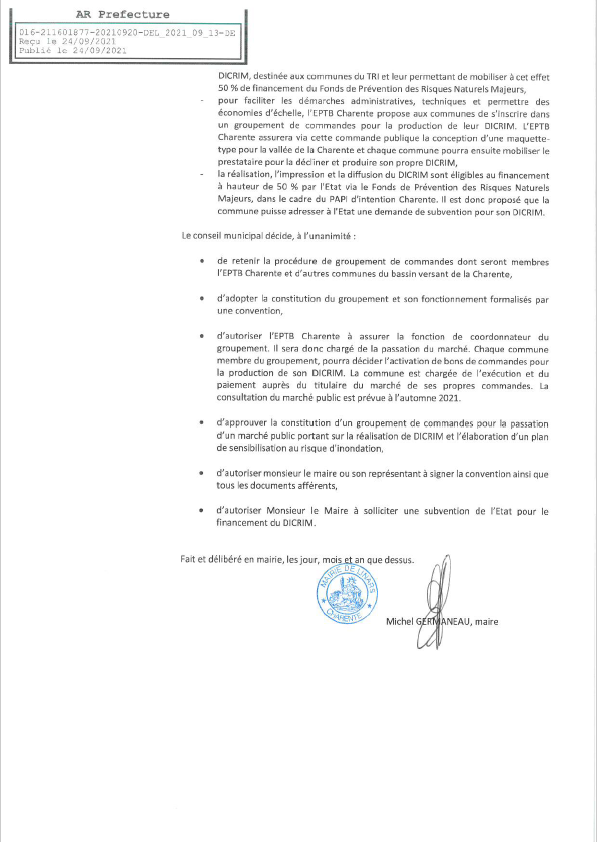 AR Prefecture
016-211601877-20210920-DEL_2021_09_13-DE
Reçu le 24/09/2021
Publié le 24/09/2021
DICRIM, destinée aux communes du TRI et leur permettant de mobiliser à cet effet
50 % de financement du Fonds de Prévention des Risques Naturels Majeurs,
- pour faciliter les démarches administratives, techniques et permettre des
économies d'échelle, l'EPTB Charente propose aux communes de s'inscrire dans
un groupement de commandes pour la production de leur DICRIM. L'EPTB
Charente assurera via cette commande publique la conception d'une maquette-
type pour la vallée de la Charente et chaque commune pourra ensuite mobiliser le
prestataire pour la décliner et produire son propre DICRIM,
- la réalisation, l'impression et la diffusion du DICRIM sont éligibles au financement
à hauteur de 50 % par l'Etat via le Fonds de Prévention des Risques Naturels
Majeurs, dans le cadre du PAPI d'intention Charente. Il est donc proposé que la
commune puisse adresser à l'Etat une demande de subvention pour son DICRIM.
Le conseil municipal décide, à l'unanimité :
• de retenir la procédure de groupement de commandes dont seront membres
l'EPTB Charente et d'autres communes du bassin versant de la Charente,
• d'adopter la constitution du groupement et son fonctionnement formalisés par
une convention,
• d'autoriser l'EPTB Charente à assurer la fonction de coordonnateur du
groupement. Il sera donc chargé de la passation du marché. Chaque commune
membre du groupement, pourra décider l'activation de bons de commandes pour
la production de son DICRIM. La commune est chargée de l'exécution et du
paiement auprès du titulaire du marché de ses propres commandes. La
consultation du marché public est prévue à l'automne 2021.
• d'approuver la constitution d'un groupement de commandes pour la passation
d'un marché public portant sur la réalisation de DICRIM et l'élaboration d'un plan
de sensibilisation au risque d'inondation,
• d'autoriser monsieur le maire ou son représentant à signer la convention ainsi que
tous les documents afférents,
• d'autoriser Monsieur le Maire à solliciter une subvention de l'Etat pour le
financement du DICRIM.
Fait et délibéré en mairie, les jour, mois et an que dessus.
MAIRIE DE LINARS
CHARENTE
Michel GERMANEAU, maire